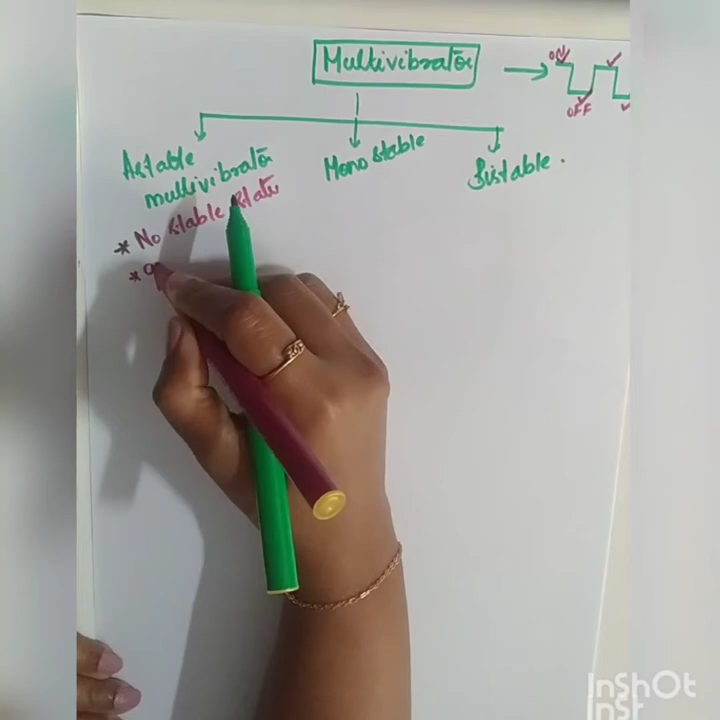 Multivibrator
ON
OFF
Astable
multivibrator
Monostable
Bistable.
* No stable state
*
InShOt